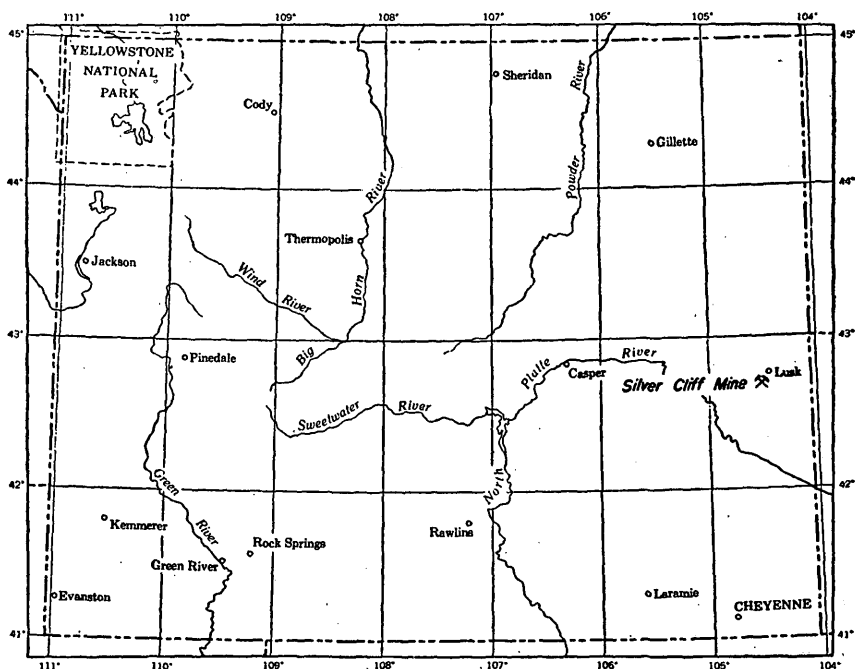 111° 110° 109° 108° 107° 106° 105° 104°
45° 45°
YELLOWSTONE
NATIONAL
PARK
Sheridan
River
Cody
Gillette
44° 44°
River
Powder
Thermopolis
Jackson
Wind
River
Horn
43° 43°
Big
Pinedale
Platte
River
Casper
Silver Cliff Mine
Lusk
Sweetwater
River
42° 42°
Green
River
North
Kemmerer
Rock Springs
Rawlins
Green River
Evanston
Laramie
CHEYENNE
41° 41°
111° 110° 109° 108° 107° 106° 105° 104°